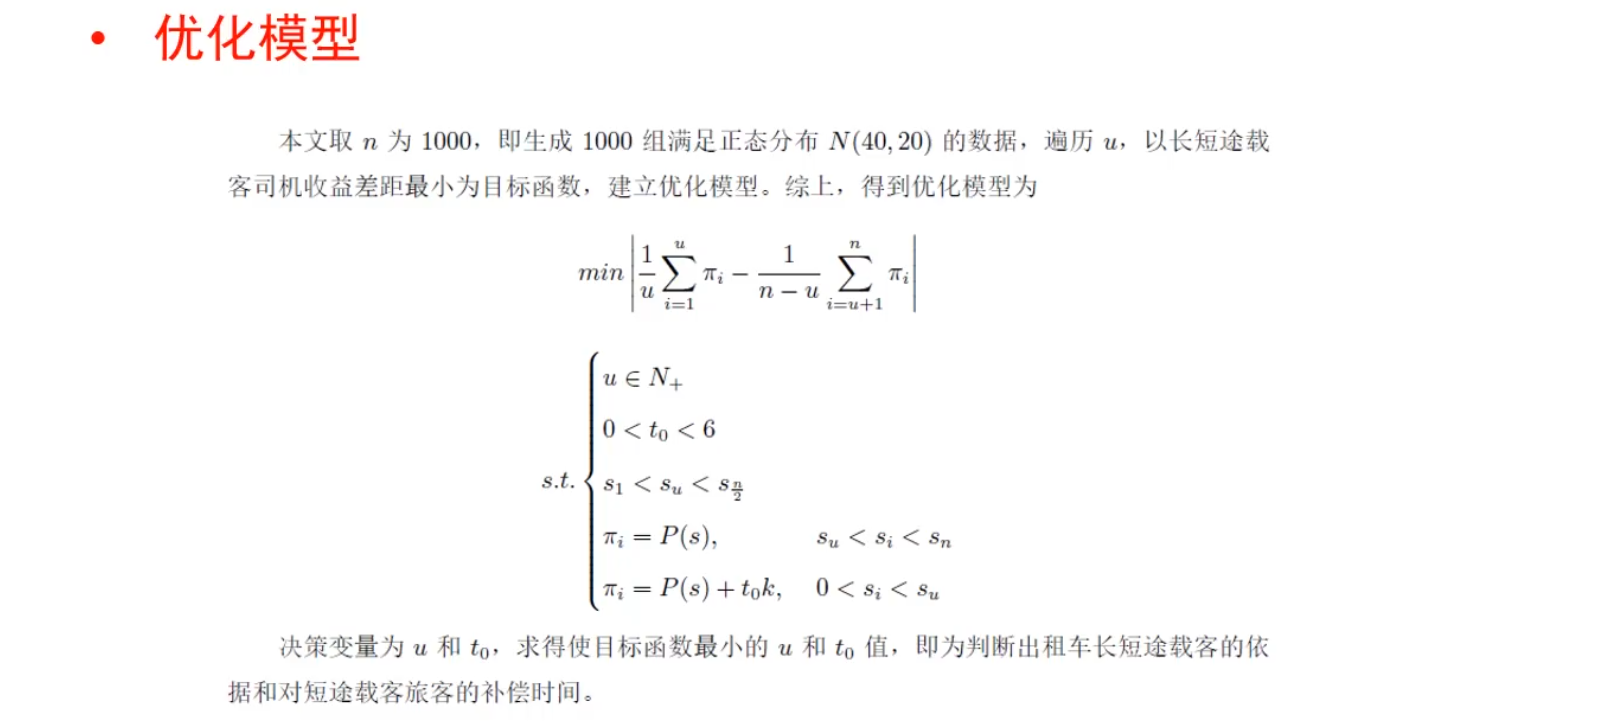 • 优化模型
本文取 n 为 1000，即生成 1000 组满足正态分布 N(40, 20) 的数据，遍历 u，以长短途载
客司机收益差距最小为目标函数，建立优化模型。综上，得到优化模型为
$min \left| \frac{1}{u} \sum_{i=1}^{u} \pi_i - \frac{1}{n-u} \sum_{i=u+1}^{n} \pi_i \right|$
$s.t. \begin{cases} u \in N_+ \\ 0 < t_0 < 6 \\ s_1 < s_u < s_{\frac{n}{2}} \\ \pi_i = P(s), & s_u < s_i < s_n \\ \pi_i = P(s) + t_0 k, & 0 < s_i < s_u \end{cases}$
决策变量为 u 和 t₀，求得使目标函数最小的 u 和 t₀ 值，即为判断出租车长短途载客的依
据和对短途载客旅客的补偿时间。